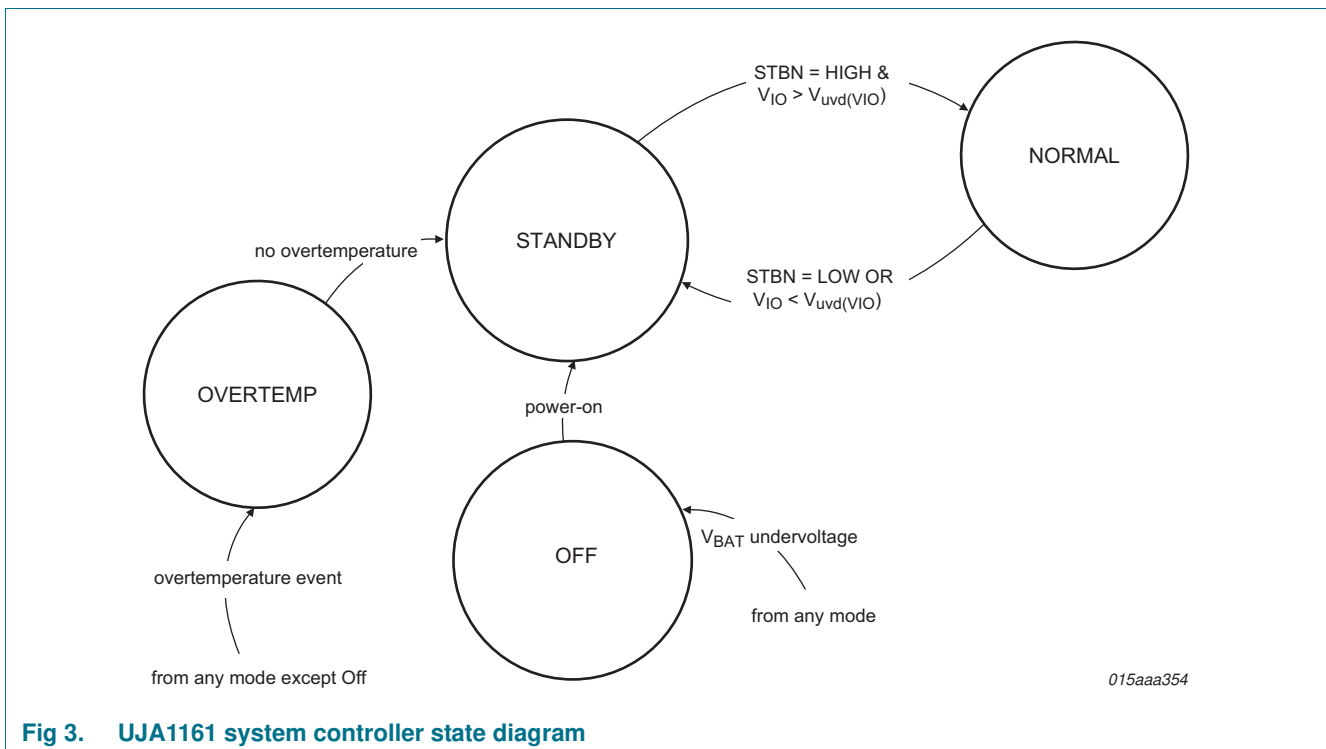 STBN = HIGH &
VIO > Vuvd(VIO)
NORMAL
STANDBY
no overtemperature
STBN = LOW OR
VIO < Vuvd(VIO)
OVERTEMP
power-on
VBAT undervoltage
OFF
overtemperature event
from any mode
from any mode except Off
015aaa354
Fig 3. UJA1161 system controller state diagram